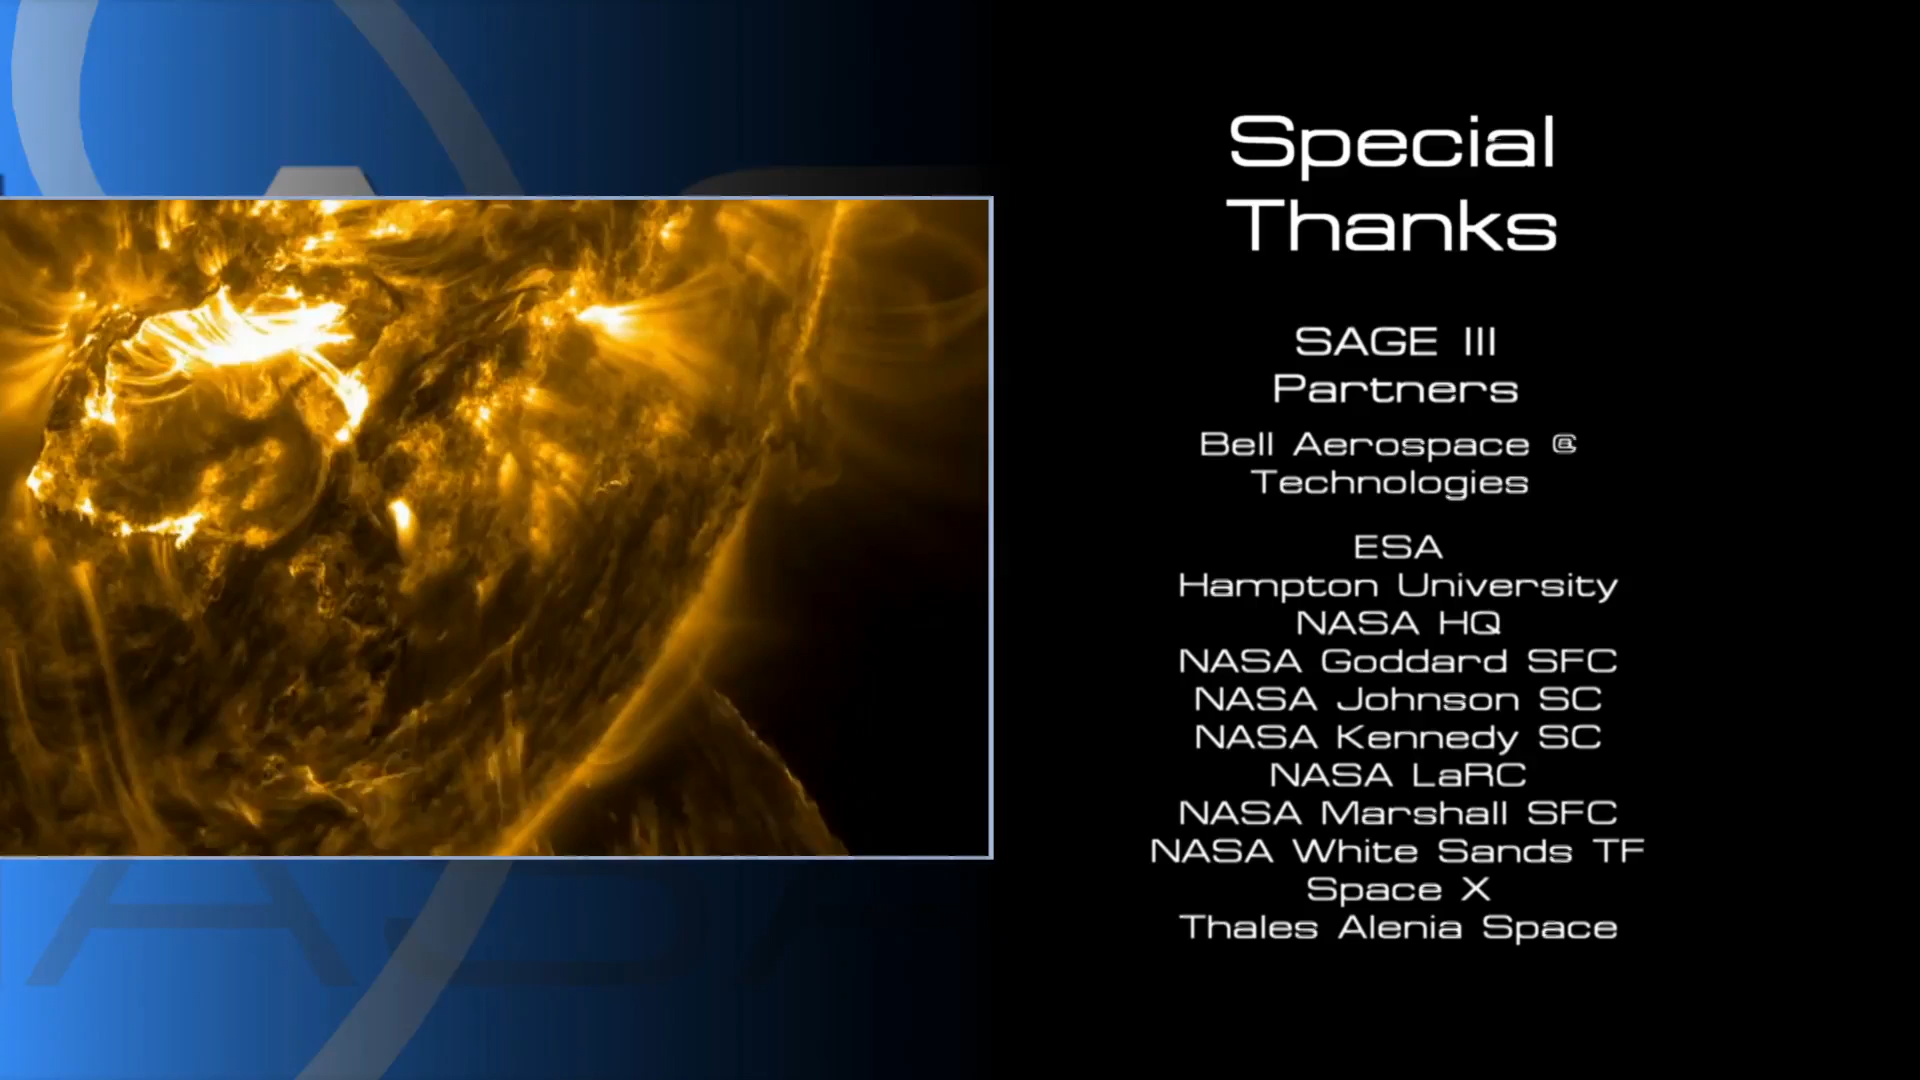 Special
Thanks
SAGE III
Partners
Bell Aerospace @
Technologies
ESA
Hampton University
NASA HQ
NASA Goddard SFC
NASA Johnson SC
NASA Kennedy SC
NASA LaRC
NASA Marshall SFC
NASA White Sands TF
Space X
Thales Alenia Space